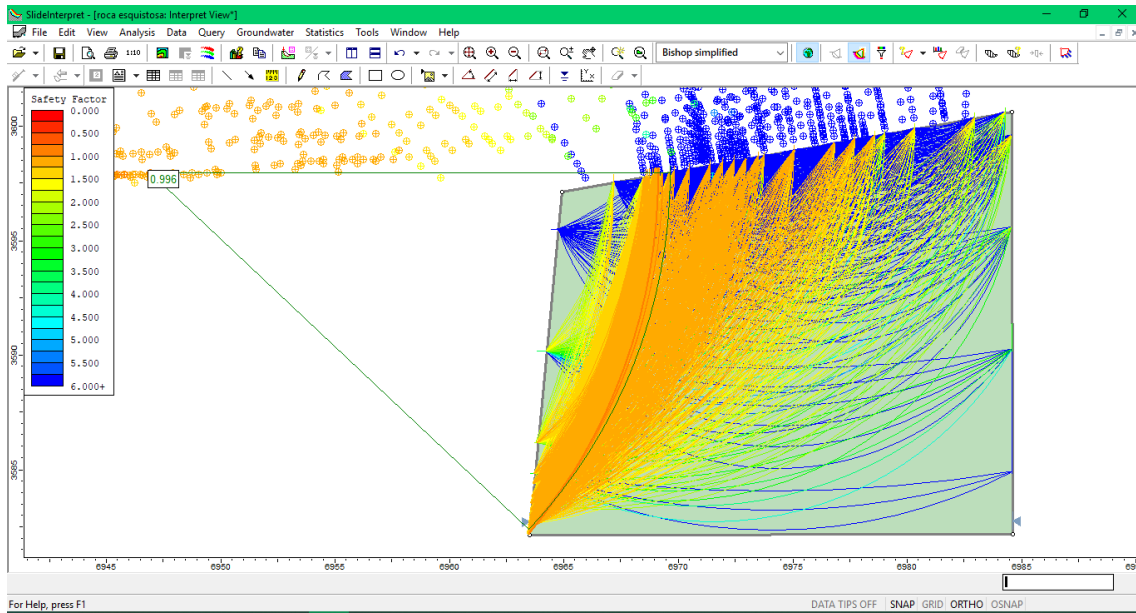 SlideInterpret - [roca esquistosa: Interpret View*]
File Edit View Analysis Data Query Groundwater Statistics Tools Window Help
1:10
Bishop simplified
Safety Factor
0.000
0.500
1.000
1.500
2.000
2.500
3.000
3.500
4.000
4.500
5.000
5.500
6.000+
0.996
3600
3595
3590
3585
6945 6950 6955 6960 6965 6970 6975 6980 6985 69
For Help, press F1
DATA TIPS OFF SNAP GRID ORTHO OSNAP